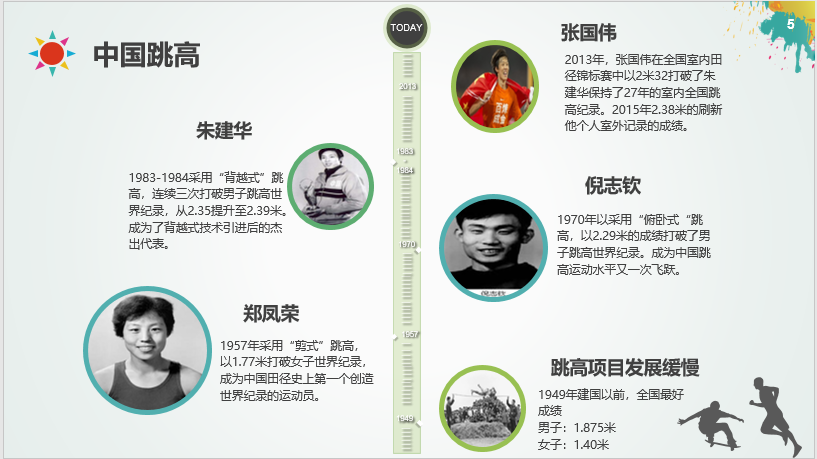 5
TODAY
中国跳高
张国伟
2013年，张国伟在全国室内田
径锦标赛中以2米32打破了朱
建华保持了27年的室内全国跳
高纪录。2015年2.38米的刷新
他个人室外记录的成绩。
2013
朱建华
1983-1984采用“背越式”跳
高，连续三次打破男子跳高世
界纪录，从2.35提升至2.39米。
成为了背越式技术引进后的杰
出代表。
1983
1984
倪志钦
1970年以采用“俯卧式“跳
高，以2.29米的成绩打破了男
子跳高世界纪录。成为中国跳
高运动水平又一次飞跃。
倪志钦
1970
郑凤荣
1957年采用“剪式”跳高，
以1.77米打破女子世界纪录，
成为中国田径史上第一个创造
世界纪录的运动员。
1957
跳高项目发展缓慢
1949年建国以前，全国最好
成绩
男子：1.875米
女子：1.40米
1949